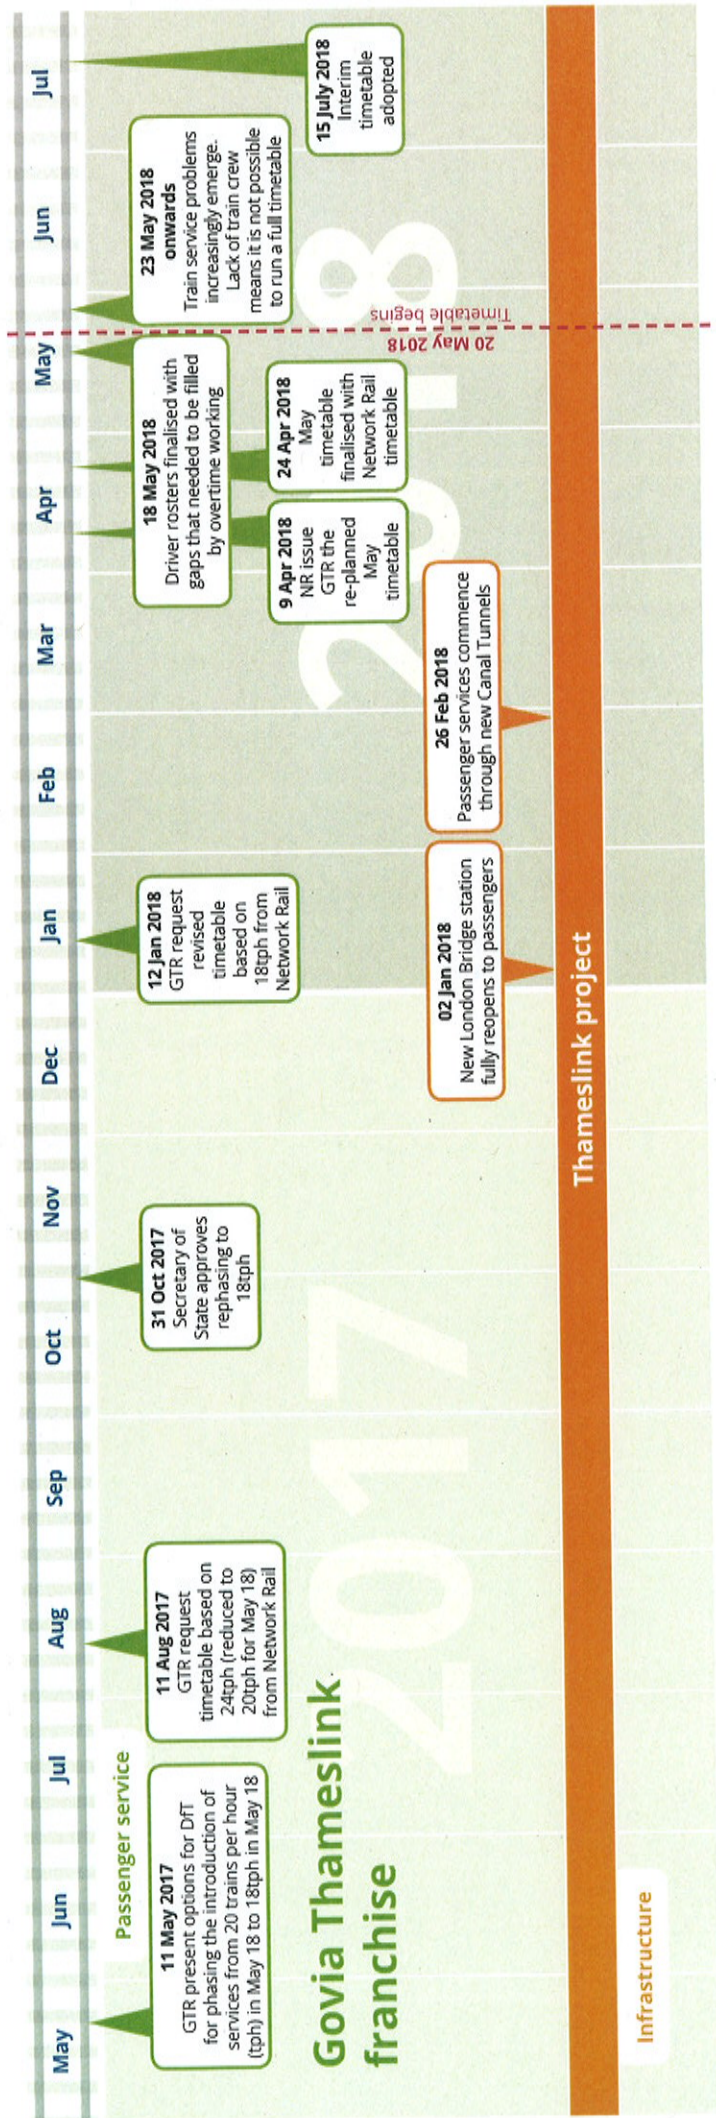 May
Jun
Jul
Aug
Sep
Oct
Nov
Dec
Jan
Feb
Mar
Apr
May
Jun
Jul
Passenger service
11 May 2017
GTR present options for DfT
for phasing the introduction of
services from 20 trains per hour
(tph) in May 18 to 18tph in May 18
11 Aug 2017
GTR request
timetable based on
24tph (reduced to
20tph for May 18)
from Network Rail
31 Oct 2017
Secretary of
State approves
rephasing to
18tph
12 Jan 2018
GTR request
revised
timetable
based on
18tph from
Network Rail
18 May 2018
Driver rosters finalised with
gaps that needed to be filled
by overtime working
23 May 2018
onwards
Train service problems
increasingly emerge.
Lack of train crew
means it is not possible
to run a full timetable
9 Apr 2018
NR issue
GTR the
re-planned
May
timetable
24 Apr 2018
May
timetable
finalised with
Network Rail
timetable
15 July 2018
Interim
timetable
adopted
20 May 2018
Timetable begins
Govia Thameslink
franchise
2017
2018
02 Jan 2018
New London Bridge station
fully reopens to passengers
26 Feb 2018
Passenger services commence
through new Canal Tunnels
Thameslink project
Infrastructure